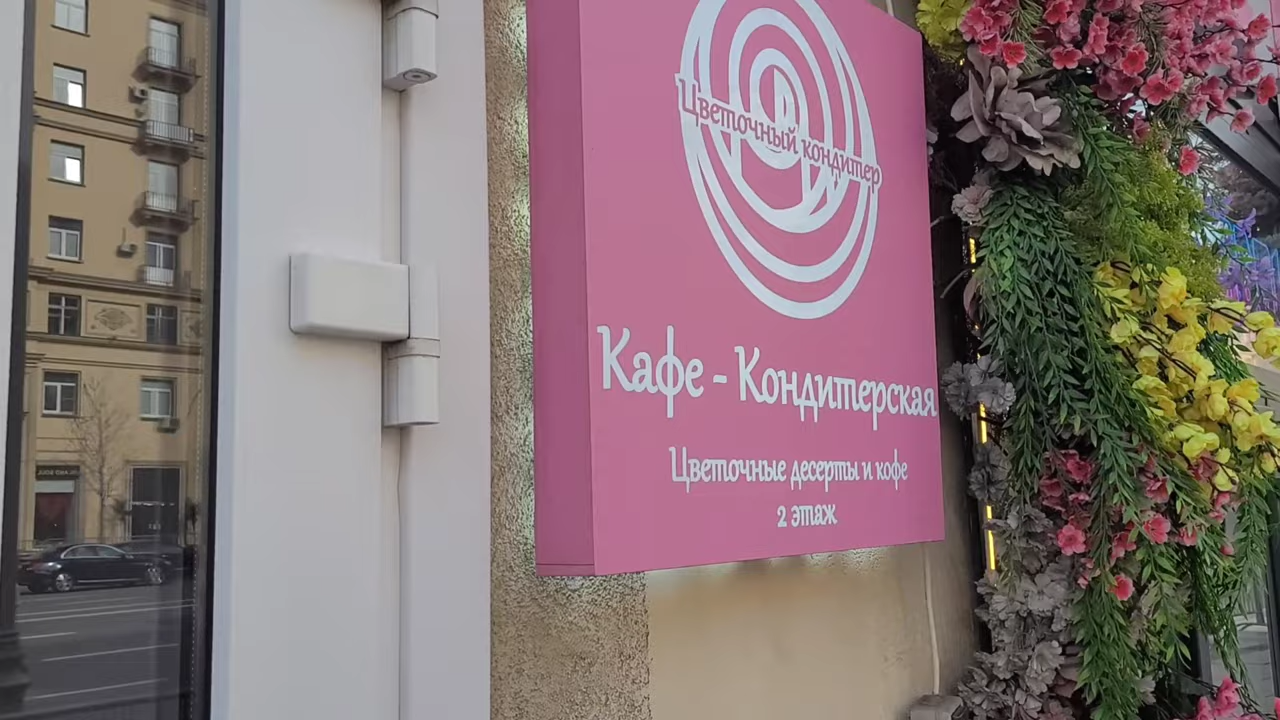 Цветочный кондитер
Кафе - Кондитерская
Цветочные десерты и кофе
2 этаж